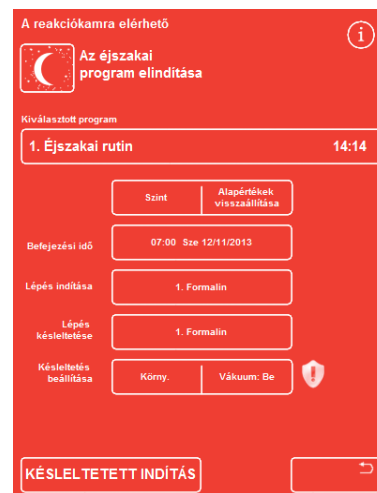 A reakciókamra elérhető
i
Az éjszakai
program elindítása
Kiválasztott program
1. Éjszakai rutin 14:14
Szint
Alapértékek
visszaállítása
Befejezési idő
07:00 Sze 12/11/2013
Lépés indítása
1. Formalin
Lépés
késleltetése
1. Formalin
Késleltetés
beállítása
Körny.
Vákuum: Be
!
KÉSLELTETETT INDÍTÁS